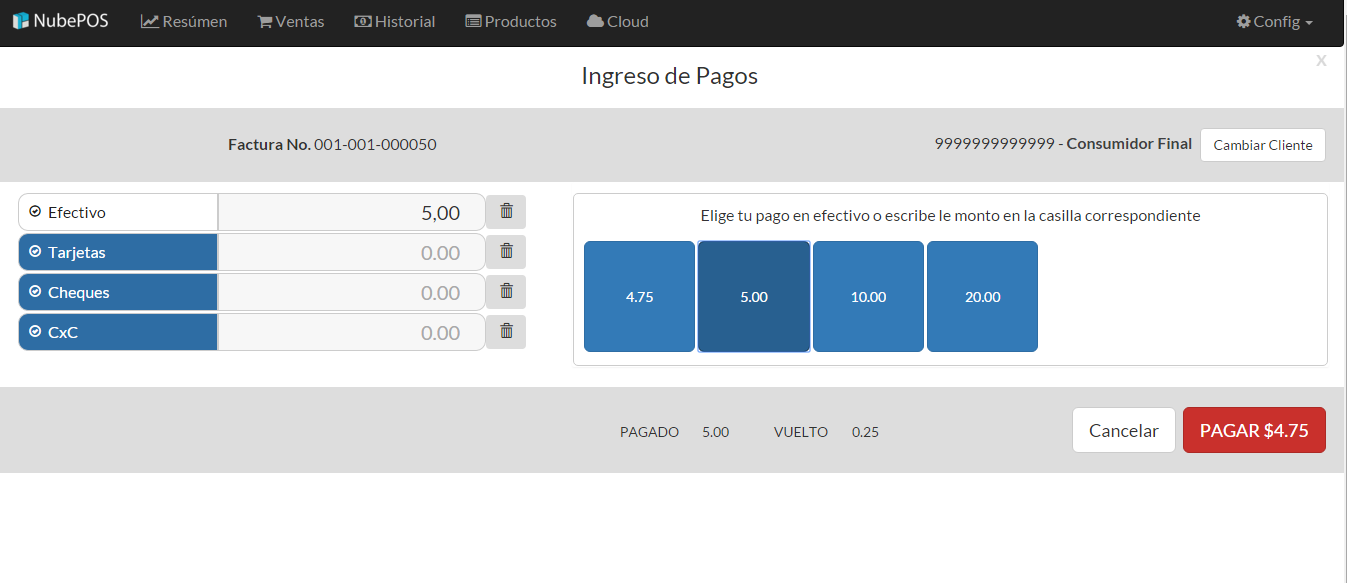 NubePOS Resúmen Ventas Historial Productos Cloud Config
X
Ingreso de Pagos
Factura No. 001-001-000050
9999999999999 - Consumidor Final Cambiar Cliente
Efectivo 5,00
Tarjetas 0.00
Cheques 0.00
CxC 0.00
Elige tu pago en efectivo o escribe le monto en la casilla correspondiente
4.75 5.00 10.00 20.00
PAGADO 5.00 VUELTO 0.25
Cancelar PAGAR $4.75